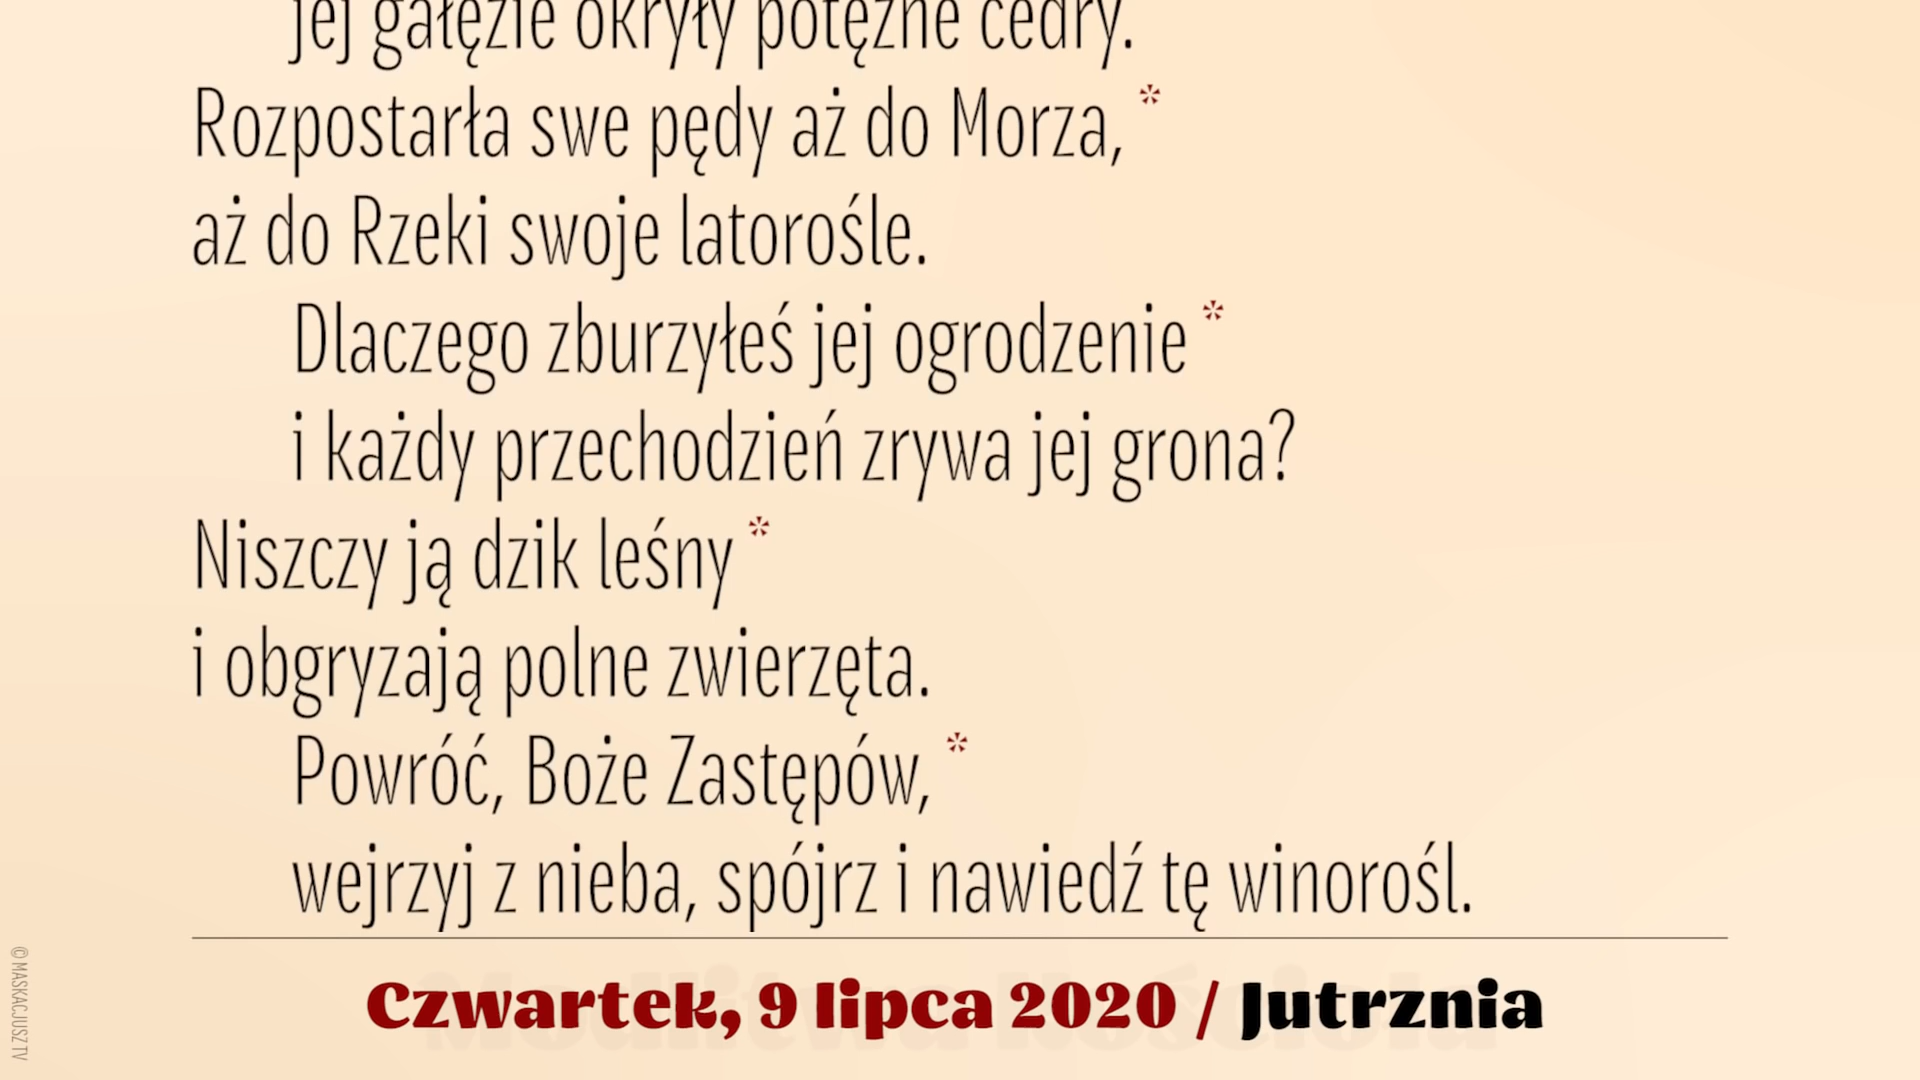 jej gałęzie okryły potężne cedry.
Rozpostarła swe pędy aż do Morza, *
aż do Rzeki swoje latorośle.
Dlaczego zburzyłeś jej ogrodzenie *
i każdy przechodzień zrywa jej grona?
Niszczy ją dzik leśny *
i obgryzają polne zwierzęta.
Powróć, Boże Zastępów, *
wejrzyj z nieba, spójrz i nawiedź tę winorośl.
Czwartek, 9 lipca 2020 / Jutrznia
© MASKACJUSZ TV